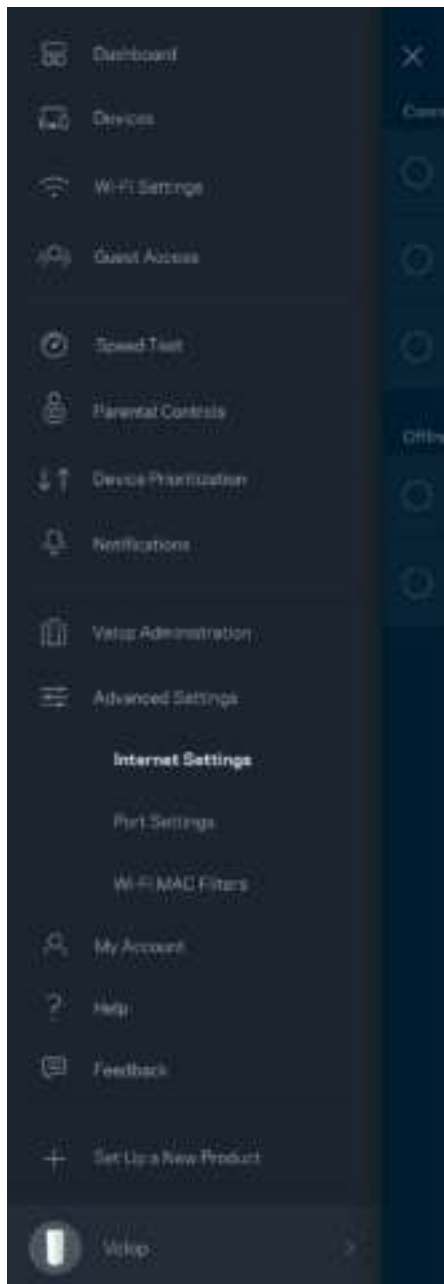 Dashboard
Devices
Wi-Fi Settings
Guest Access
Speed Test
Parental Controls
Device Prioritization
Notifications
Velop Administration
Advanced Settings
Internet Settings
Port Settings
Wi-Fi MAC Filters
My Account
Help
Feedback
Set Up a New Product
Velop